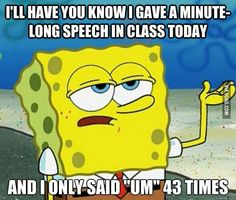 I'LL HAVE YOU KNOW I GAVE A MINUTE-
LONG SPEECH IN CLASS TODAY
AND I ONLY SAID "UM" 43 TIMES